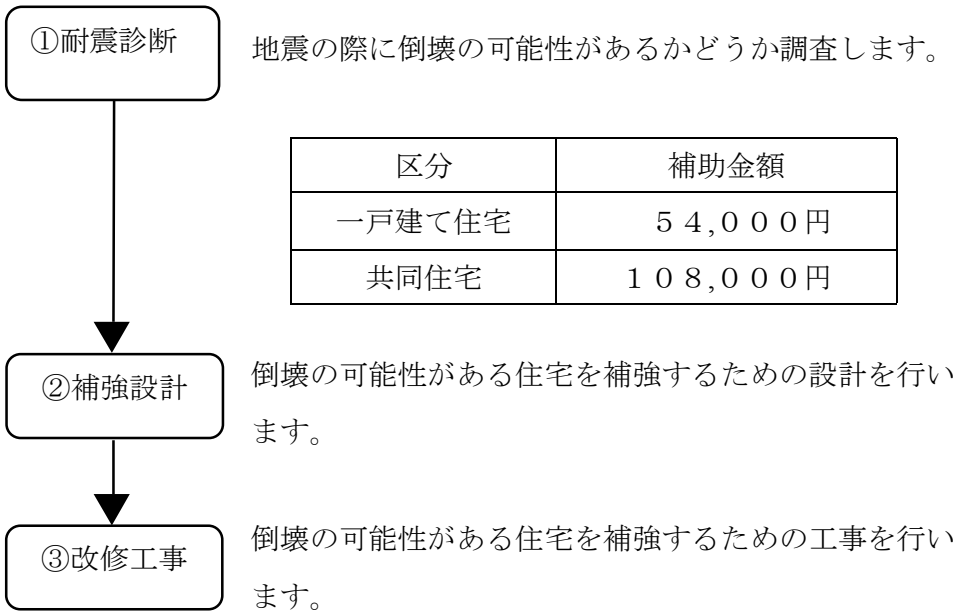 ①耐震診断
地震の際に倒壊の可能性があるかどうか調査します。
区分 補助金額
一戸建て住宅 ５４,０００円
共同住宅 １０８,０００円
②補強設計
倒壊の可能性がある住宅を補強するための設計を行い
ます。
③改修工事
倒壊の可能性がある住宅を補強するための工事を行い
ます。